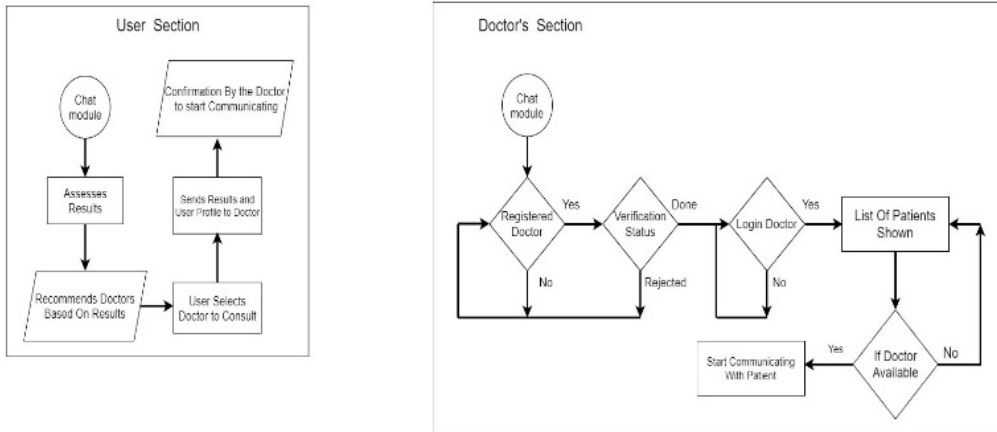 User Section
Chat
module
Assesses
Results
Recommends Doctors
Based On Results
User Selects
Doctor to Consult
Sends Results and
User Profile to Doctor
Confirmation By the Doctor
to start Communicating
Doctor's Section
Chat
module
Registered
Doctor
Yes
No
Verification
Status
Done
Rejected
Login Doctor
Yes
No
List Of Patients
Shown
If Doctor
Available
Yes
No
Start Communicating
With Patient